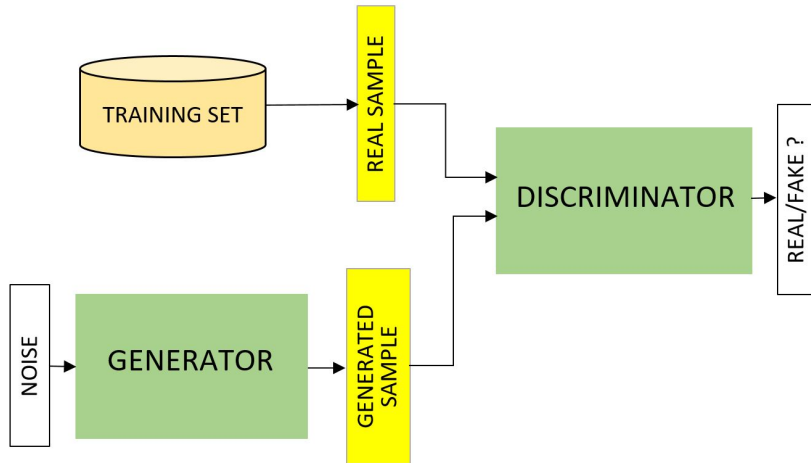 TRAINING SET
REAL SAMPLE
DISCRIMINATOR
REAL/FAKE ?
NOISE
GENERATOR
GENERATED
SAMPLE